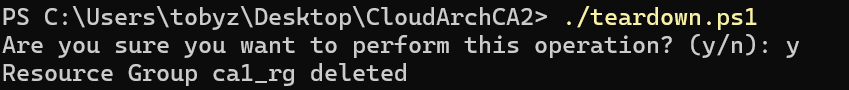 PS C:\Users\tobyz\Desktop\CloudArchCA2> ./teardown.ps1
Are you sure you want to perform this operation? (y/n): y
Resource Group ca1_rg deleted